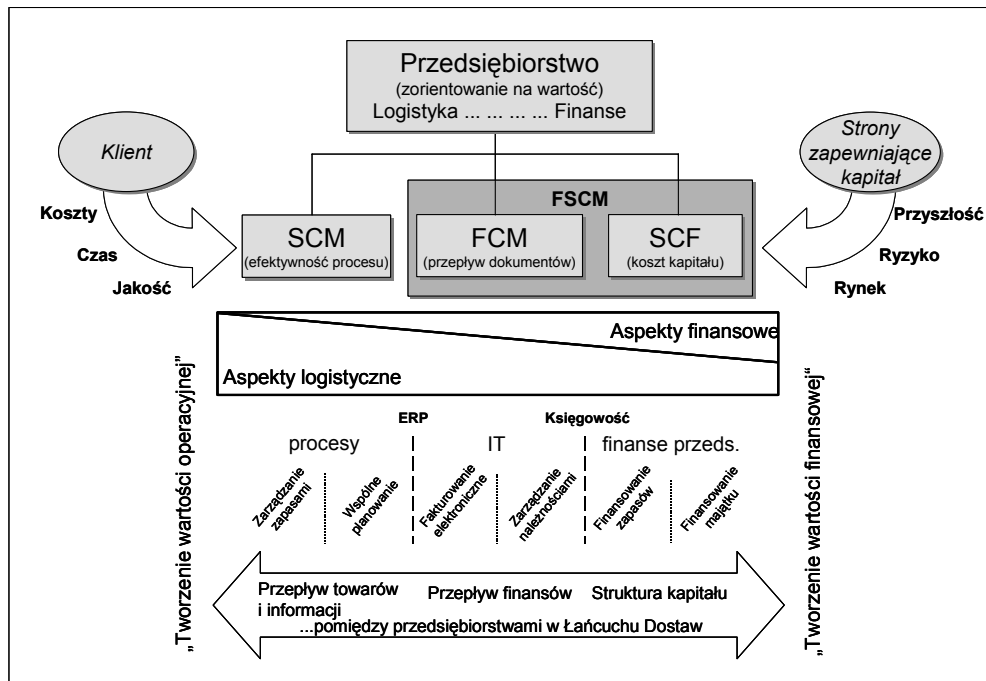 Przedsiębiorstwo
(zorientowanie na wartość)
Logistyka ... ... ... ... Finanse
Klient
Strony
zapewniające
kapitał
Koszty
Czas
Jakość
FSCM
SCM
(efektywność procesu)
FCM
(przepływ dokumentów)
SCF
(koszt kapitału)
Przyszłość
Ryzyko
Rynek
Aspekty finansowe
Aspekty logistyczne
„Tworzenie wartości operacyjnej”
„Tworzenie wartości finansowej”
ERP
Księgowość
procesy
IT
finanse przeds.
Zarządzanie
zapasami
Wspólne
planowanie
Fakturowanie
elektroniczne
Zarządzanie
należnościami
Finansowanie
zapasów
Finansowanie
majątku
Przepływ towarów
i informacji
Przepływ finansów
Struktura kapitału
...pomiędzy przedsiębiorstwami w Łańcuchu Dostaw